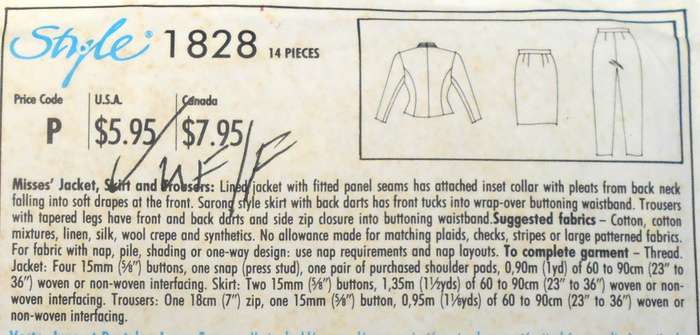 Style 1828 14 PIECES
Price Code U.S.A. Canada
P $5.95 $7.95
UF/F
Misses' Jacket, Skirt and Trousers: Lined jacket with fitted panel seams has attached inset collar with pleats from back neck
falling into soft drapes at the front. Sarong style skirt with back darts has front tucks into wrap-over buttoning waistband. Trousers
with tapered legs have front and back darts and side zip closure into buttoning waistband. Suggested fabrics – Cotton, cotton
mixtures, linen, silk, wool crepe and synthetics. No allowance made for matching plaids, checks, stripes or large patterned fabrics.
For fabric with nap, pile, shading or one-way design: use nap requirements and nap layouts. To complete garment – Thread.
Jacket: Four 15mm (5/8") buttons, one snap (press stud), one pair of purchased shoulder pads, 0,90m (1yd) of 60 to 90cm (23" to
36") woven or non-woven interfacing. Skirt: Two 15mm (5/8") buttons, 1,35m (1½yds) of 60 to 90cm (23" to 36") woven or non-
woven interfacing. Trousers: One 18cm (7") zip, one 15mm (5/8") button, 0,95m (1⅛yds) of 60 to 90cm (23" to 36") woven or
non-woven interfacing.